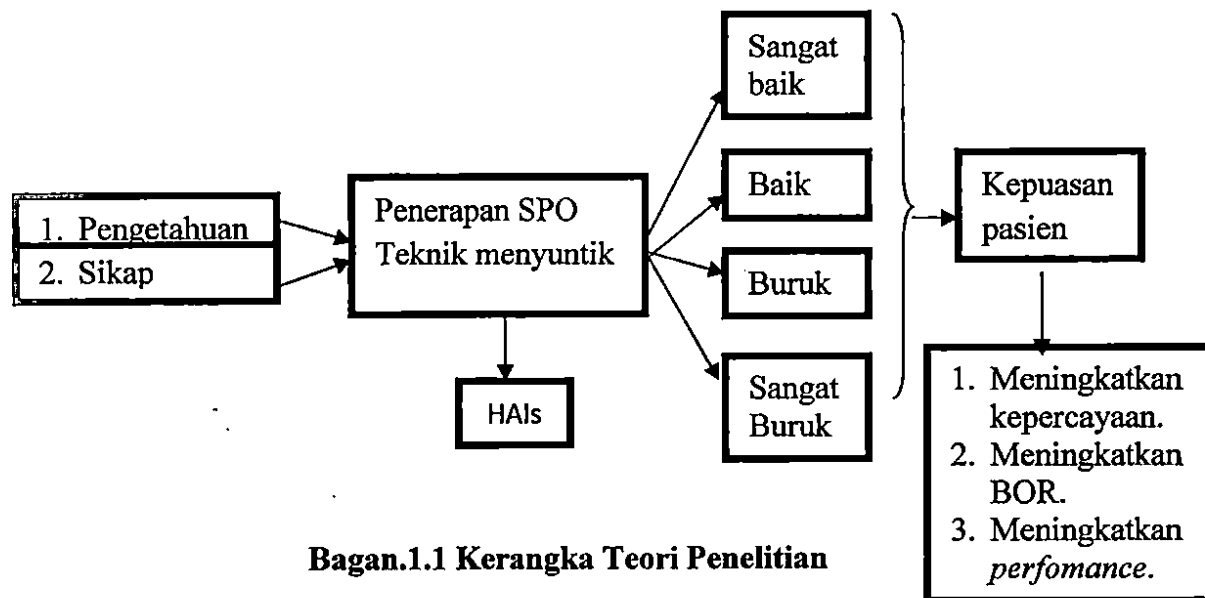 1. Pengetahuan
2. Sikap
Penerapan SPO
Teknik menyuntik
HAIs
Sangat
baik
Baik
Buruk
Sangat
Buruk
Kepuasan
pasien
1. Meningkatkan
kepercayaan.
2. Meningkatkan
BOR.
3. Meningkatkan
perfomance.
Bagan.1.1 Kerangka Teori Penelitian